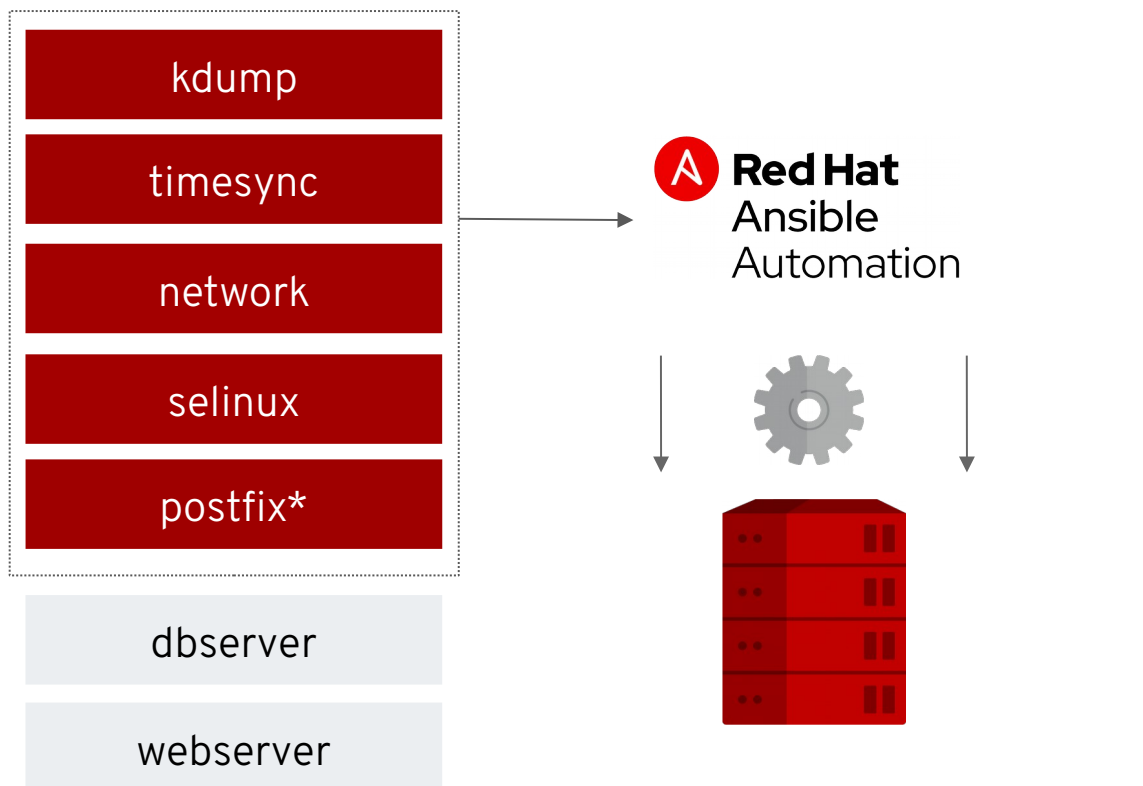 kdump
timesync
network
selinux
postfix*
dbserver
webserver
Red Hat
Ansible
Automation